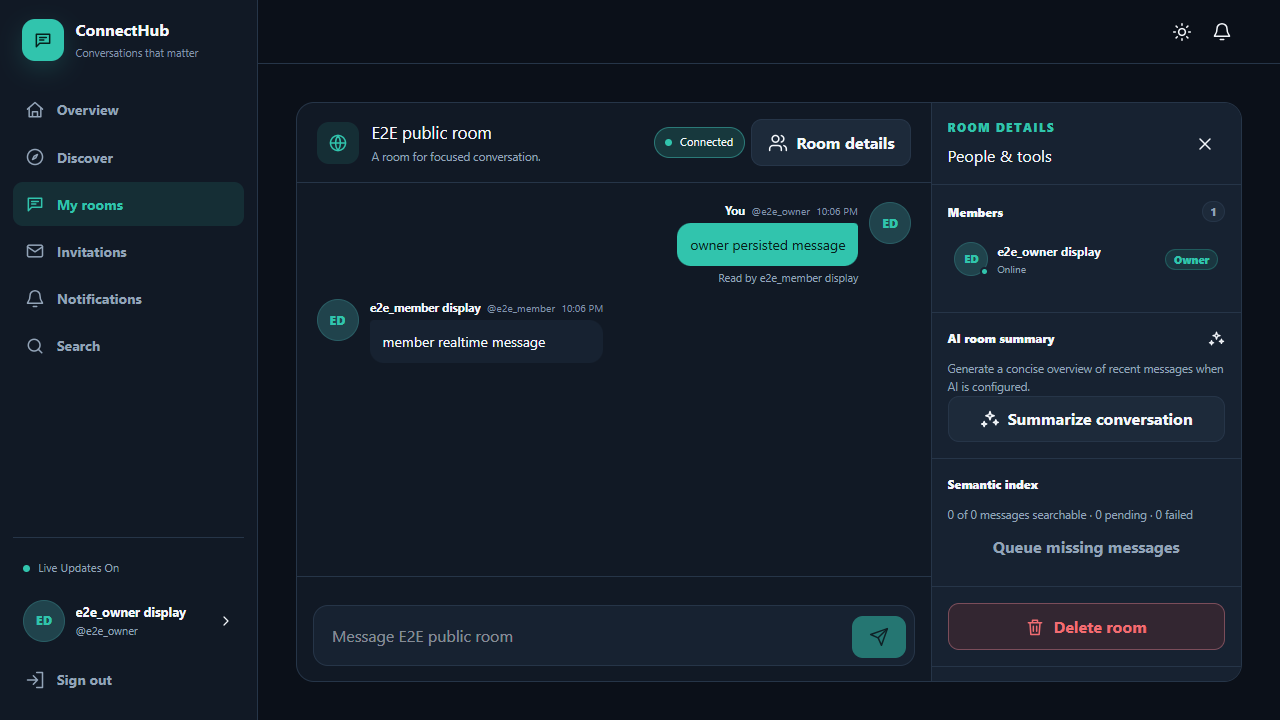 ConnectHub
Conversations that matter
Overview
Discover
My rooms
Invitations
Notifications
Search
Live Updates On
ED
e2e_owner display
@e2e_owner
Sign out
E2E public room
A room for focused conversation.
Connected
Room details
You @e2e_owner 10:06 PM
ED
owner persisted message
Read by e2e_member display
ED
e2e_member display @e2e_member 10:06 PM
member realtime message
Message E2E public room
ROOM DETAILS
People & tools
Members
1
ED
e2e_owner display
Online
Owner
AI room summary
Generate a concise overview of recent messages when
AI is configured.
Summarize conversation
Semantic index
0 of 0 messages searchable · 0 pending · 0 failed
Queue missing messages
Delete room